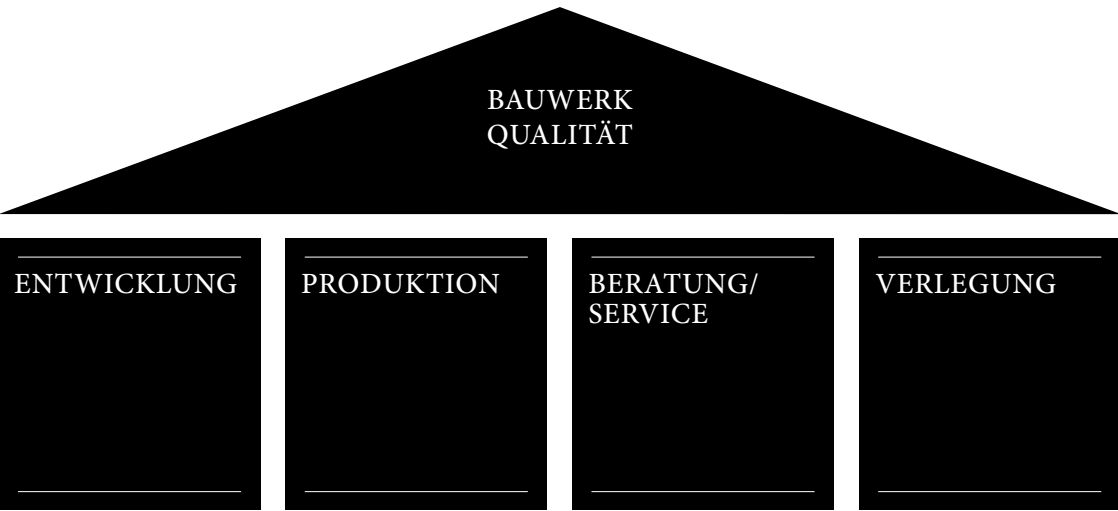 BAUWERK
QUALITÄT
ENTWICKLUNG
PRODUKTION
BERATUNG/
SERVICE
VERLEGUNG